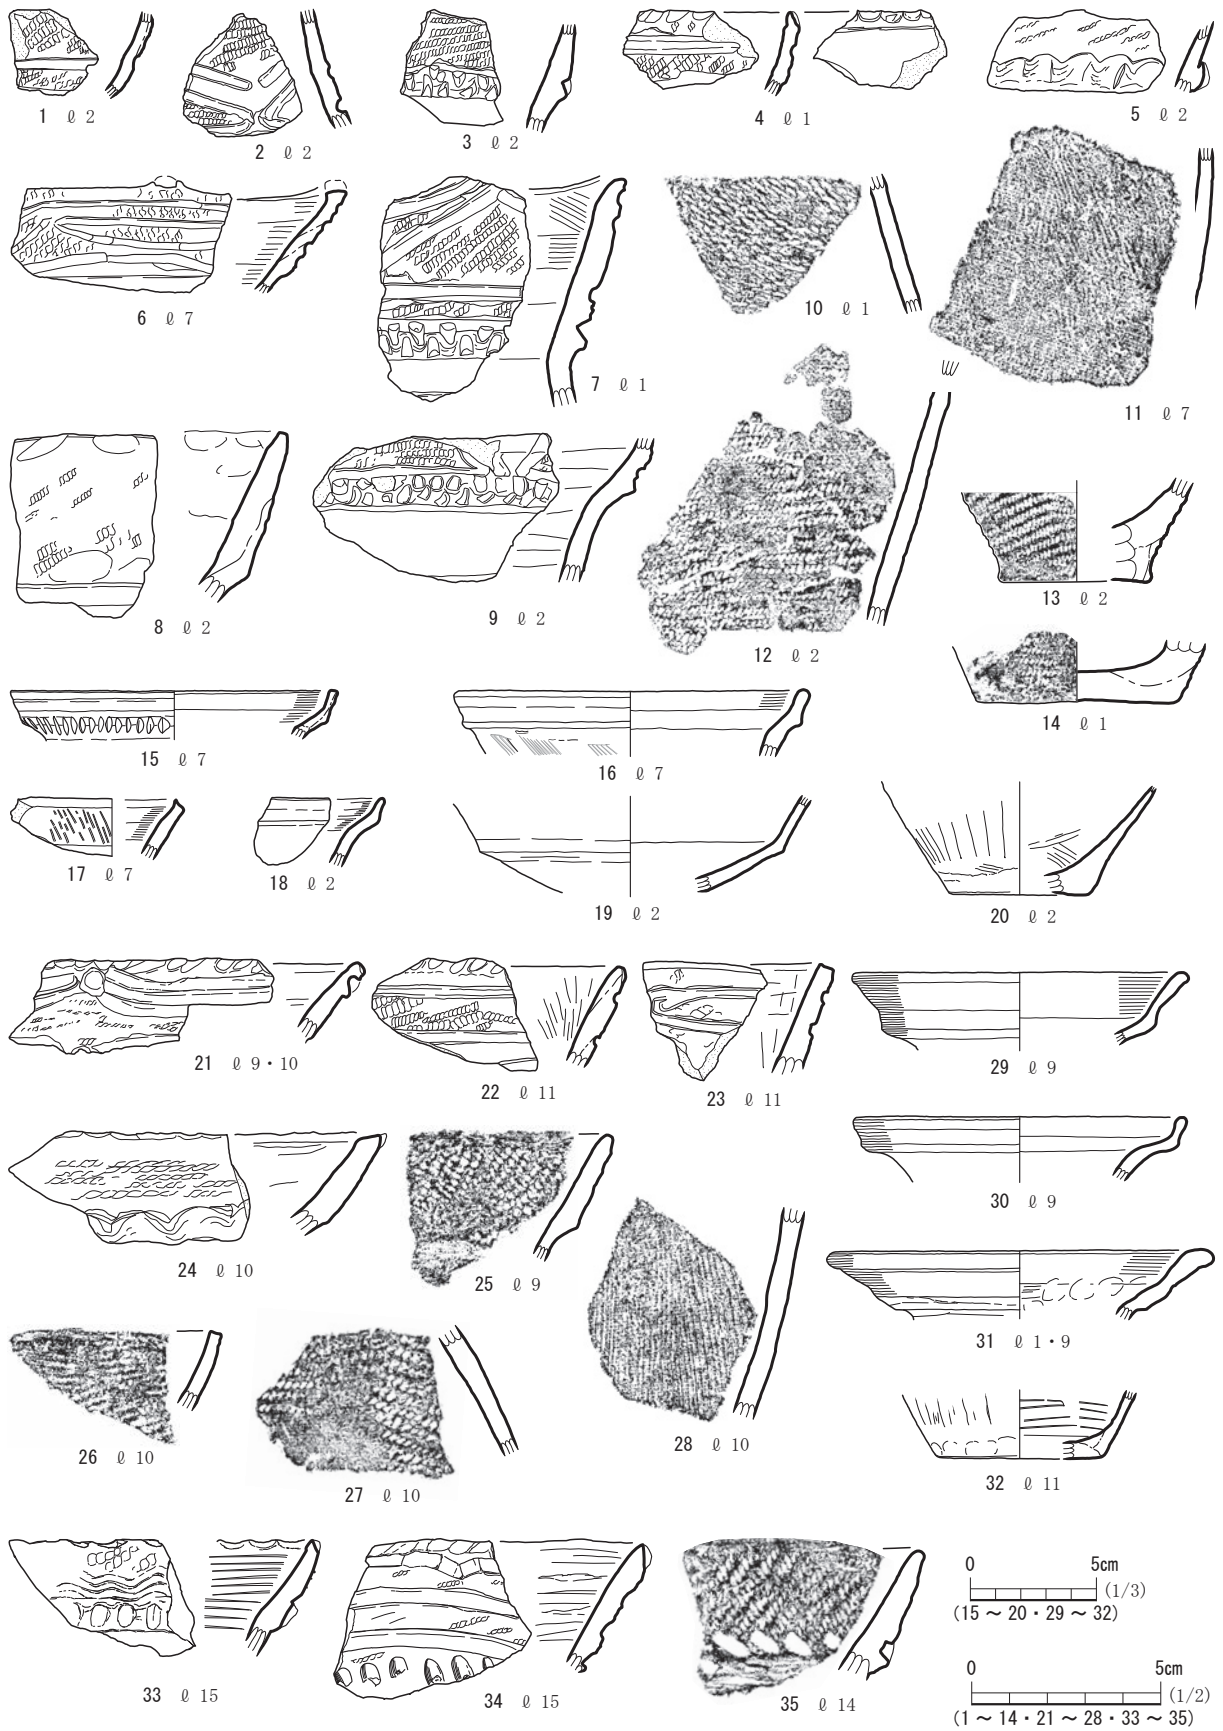 1 ℓ 2
2 ℓ 2
3 ℓ 2
4 ℓ 1
5 ℓ 2
6 ℓ 7
7 ℓ 1
8 ℓ 2
9 ℓ 2
10 ℓ 1
11 ℓ 7
12 ℓ 2
13 ℓ 2
14 ℓ 1
15 ℓ 7
16 ℓ 7
17 ℓ 7
18 ℓ 2
19 ℓ 2
20 ℓ 2
21 ℓ 9・10
22 ℓ 11
23 ℓ 11
29 ℓ 9
24 ℓ 10
25 ℓ 9
30 ℓ 9
31 ℓ 1・9
26 ℓ 10
27 ℓ 10
28 ℓ 10
32 ℓ 11
33 ℓ 15
34 ℓ 15
35 ℓ 14
0 5cm
(1/3)
(15 ～ 20・29 ～ 32)
0 5cm
(1/2)
(1 ～ 14・21 ～ 28・33 ～ 35)